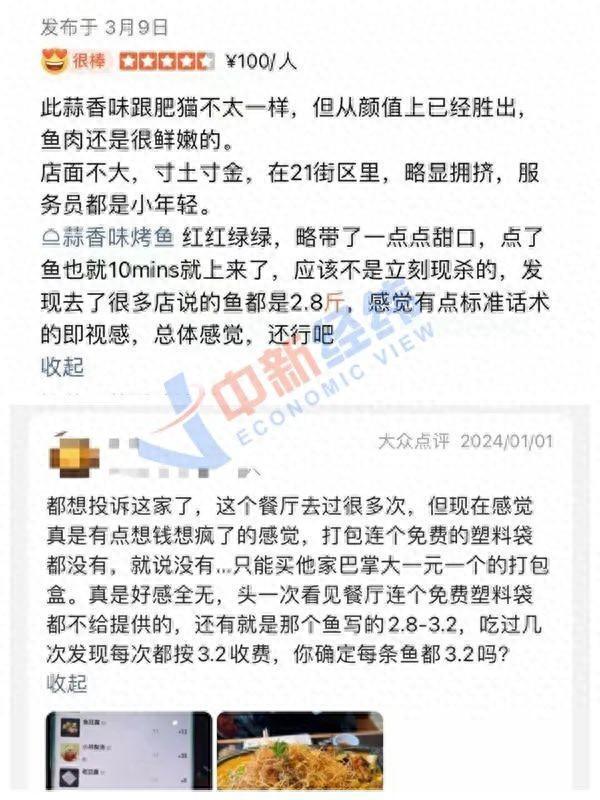 发布于 3月9日
很棒 ¥100/人
此蒜香味跟肥猫不太一样，但从颜值上已经胜出，
鱼肉还是很鲜嫩的。
店面不大，寸土寸金，在21街区里，略显拥挤，服
务员都是小年轻。
蒜香味烤鱼 红红绿绿，略带了一点点甜口，点了
鱼也就10mins就上来了，应该不是立刻现杀的，发
现去了很多店说的鱼都是2.8斤，感觉有点标准话术
的即视感，总体感觉，还行吧
收起
中新经纬
ECONOMIC VIEW
大众点评 2024/01/01
都想投诉这家了，这个餐厅去过很多次，但现在感觉
真是有点想钱想疯了的感觉，打包连个免费的塑料袋
都没有，就说没有...只能买他家巴掌大一元一个的打包
盒。真是好感全无，头一次看见餐厅连个免费塑料袋
都不给提供的，还有就是那个鱼写的2.8-3.2，吃过几
次发现每次都按3.2收费，你确定每条鱼都3.2吗？
收起